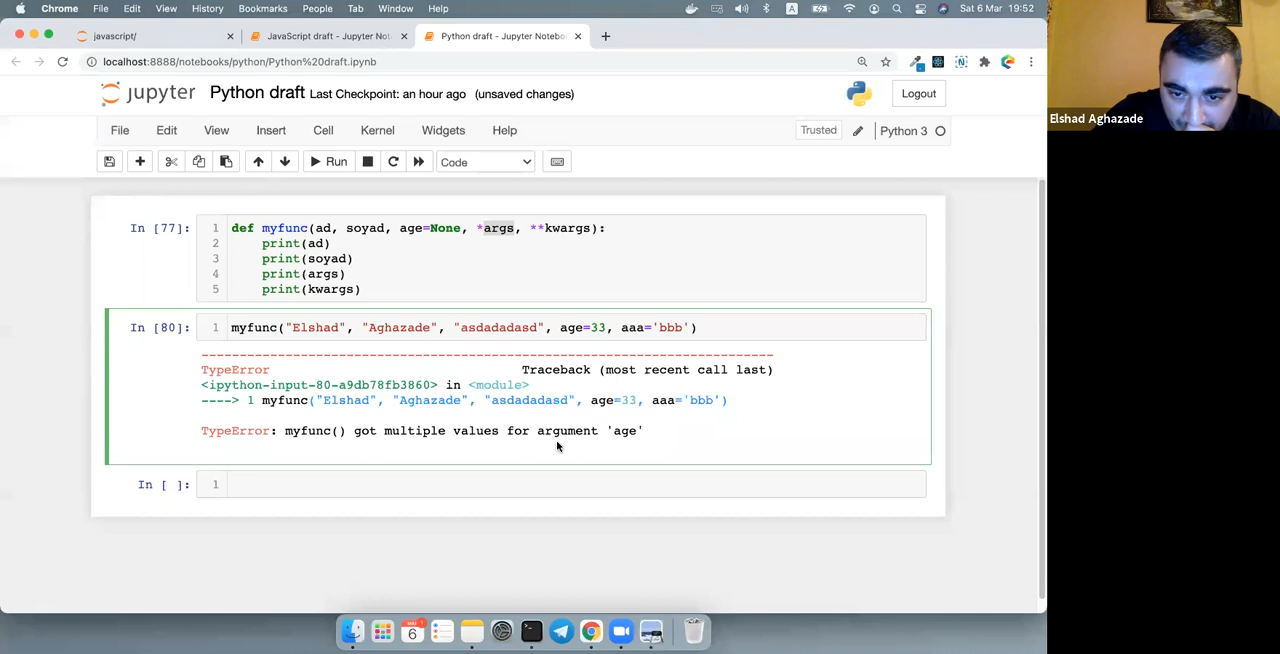 Chrome File Edit View History Bookmarks People Tab Window Help A Sat 6 Mar 19:52
javascript/ JavaScript draft - Jupyter Not Python draft - Jupyter Notebo
localhost:8888/notebooks/python/Python%20draft.ipynb
jupyter Python draft Last Checkpoint: an hour ago (unsaved changes) Logout
File Edit View Insert Cell Kernel Widgets Help Trusted Python 3
Run Code
In [77]: 1 def myfunc(ad, soyad, age=None, *args, **kwargs):
2 print(ad)
3 print(soyad)
4 print(args)
5 print(kwargs)
In [80]: 1 myfunc("Elshad", "Aghazade", "asdadadasd", age=33, aaa='bbb')
---------------------------------------------------------------------------
TypeError Traceback (most recent call last)
<ipython-input-80-a9db78fb3860> in <module>
----> 1 myfunc("Elshad", "Aghazade", "asdadadasd", age=33, aaa='bbb')
TypeError: myfunc() got multiple values for argument 'age'
In [ ]: 1
6
Elshad Aghazade